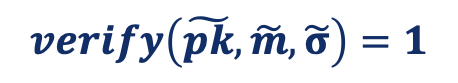 verify(p̃k̃, m̃, σ̃) = 1